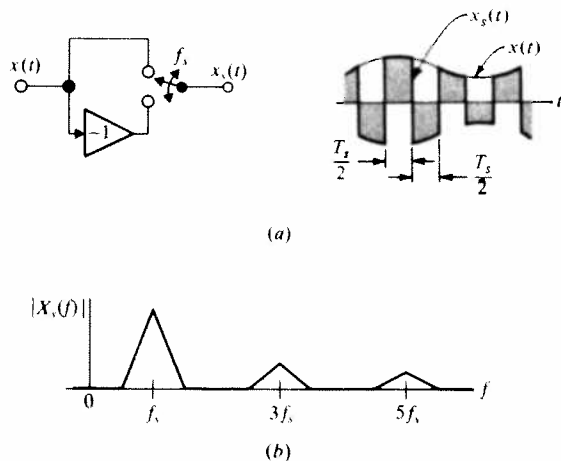 x(t)
f_s
x_s(t)
−1
x_s(t)
x(t)
t
T_s/2
T_s/2
(a)
|X_s(f)|
0
f_s
3f_s
5f_s
f
(b)